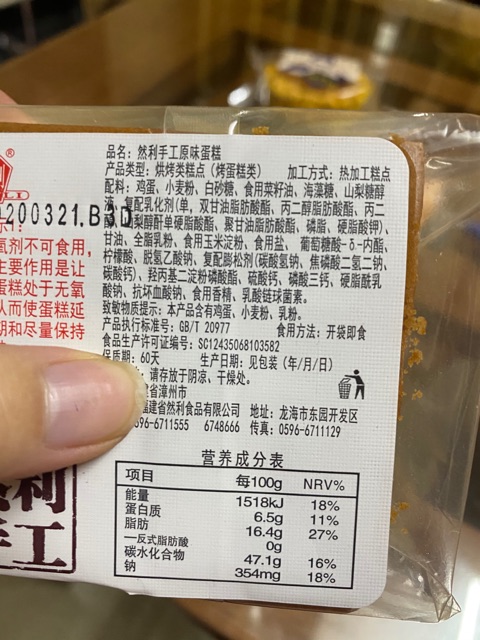 品名：然利手工原味蛋糕
产品类型：烘烤类糕点（烤蛋糕类） 加工方式：热加工糕点
配料：鸡蛋、小麦粉、白砂糖、食用菜籽油、海藻糖、山梨糖醇
液、复配乳化剂(单，双甘油脂肪酸酯、丙二醇脂肪酸酯、丙二
200321.B3D
山梨醇酐单硬脂酸酯、聚甘油脂肪酸酯、磷脂、硬脂酸钾)、
甘油、全脂乳粉、食用玉米淀粉、食用盐、葡萄糖酸-δ-内酯、
柠檬酸、脱氢乙酸钠、复配膨松剂(碳酸氢钠、焦磷酸二氢二钠、
碳酸钙)、羟丙基二淀粉磷酸酯、硫酸钙、磷酸三钙、硬脂酰乳
酸钠、抗坏血酸钠、食用香精、乳酸链球菌素。
致敏物质提示：本产品含有鸡蛋、小麦粉、乳粉。
产品执行标准号：GB/T 20977 食用方法：开袋即食
食品生产许可证编号：SC12435068103582
保质期：60天 生产日期：见包装（年/月/日）
请存放于阴凉、干燥处。
省漳州市
福建省然利食品有限公司 地址：龙海市东园开发区
596-6711555 6748666 传真：0596-6711129
氧剂不可食用，
主要作用是让
蛋糕处于无氧
从而使蛋糕延
期和尽量保持
利
手工
营养成分表
项目 每100g NRV%
能量 1518kJ 18%
蛋白质 6.5g 11%
脂肪 16.4g 27%
—反式脂肪酸 0g
碳水化合物 47.1g 16%
钠 354mg 18%